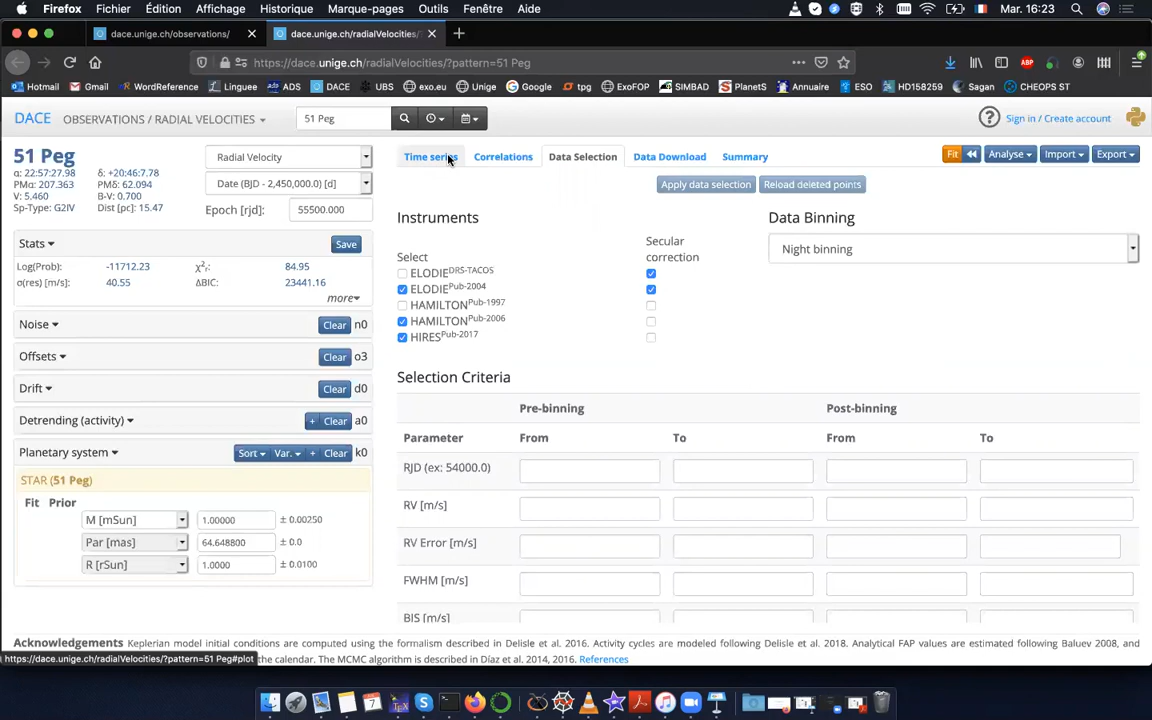 Firefox Fichier Édition Affichage Historique Marque-pages Outils Fenêtre Aide Mar. 16:23
dace.unige.ch/observations/ dace.unige.ch/radialVelocities/?
https://dace.unige.ch/radialVelocities/?pattern=51 Peg
Hotmail Gmail WordReference Linguee ADS DACE UBS exo.eu Unige Google tpg ExoFOP SIMBAD PlanetS Annuaire ESO HD158259 Sagan CHEOPS ST
DACE OBSERVATIONS / RADIAL VELOCITIES 51 Peg Sign in / Create account
51 Peg
α: 22:57:27.98 δ: +20:46:7.78
PMα: 207.363 PMδ: 62.094
V: 5.460 B-V: 0.700
Sp-Type: G2IV Dist [pc]: 15.47
Radial Velocity
Date (BJD - 2,450,000.0) [d]
Epoch [rjd]: 55500.000
Stats Save
Log(Prob): -11712.23 χ²r: 84.95
σ(res) [m/s]: 40.55 ΔBIC: 23441.16
more
Noise Clear n0
Offsets Clear o3
Drift Clear d0
Detrending (activity) + Clear a0
Planetary system Sort Var. + Clear k0
STAR (51 Peg)
Fit Prior
M [mSun] 1.00000 ± 0.00250
Par [mas] 64.648800 ± 0.0
R [rSun] 1.0000 ± 0.0100
Time series Correlations Data Selection Data Download Summary Fit Analyse Import Export
Apply data selection Reload deleted points
Instruments Data Binning
Select Secular correction Night binning
ELODIE DRS-TACOS
ELODIE Pub-2004
HAMILTON Pub-1997
HAMILTON Pub-2006
HIRES Pub-2017
Selection Criteria
Pre-binning Post-binning
Parameter From To From To
RJD (ex: 54000.0)
RV [m/s]
RV Error [m/s]
FWHM [m/s]
BIS [m/s]
Acknowledgements Keplerian model initial conditions are computed using the formalism described in Delisle et al. 2016. Activity cycles are modeled following Delisle et al. 2018. Analytical FAP values are estimated following Baluev 2008, and
https://dace.unige.ch/radialVelocities/?pattern=51 Peg#plot the calendar. The MCMC algorithm is described in Díaz et al. 2014, 2016. References